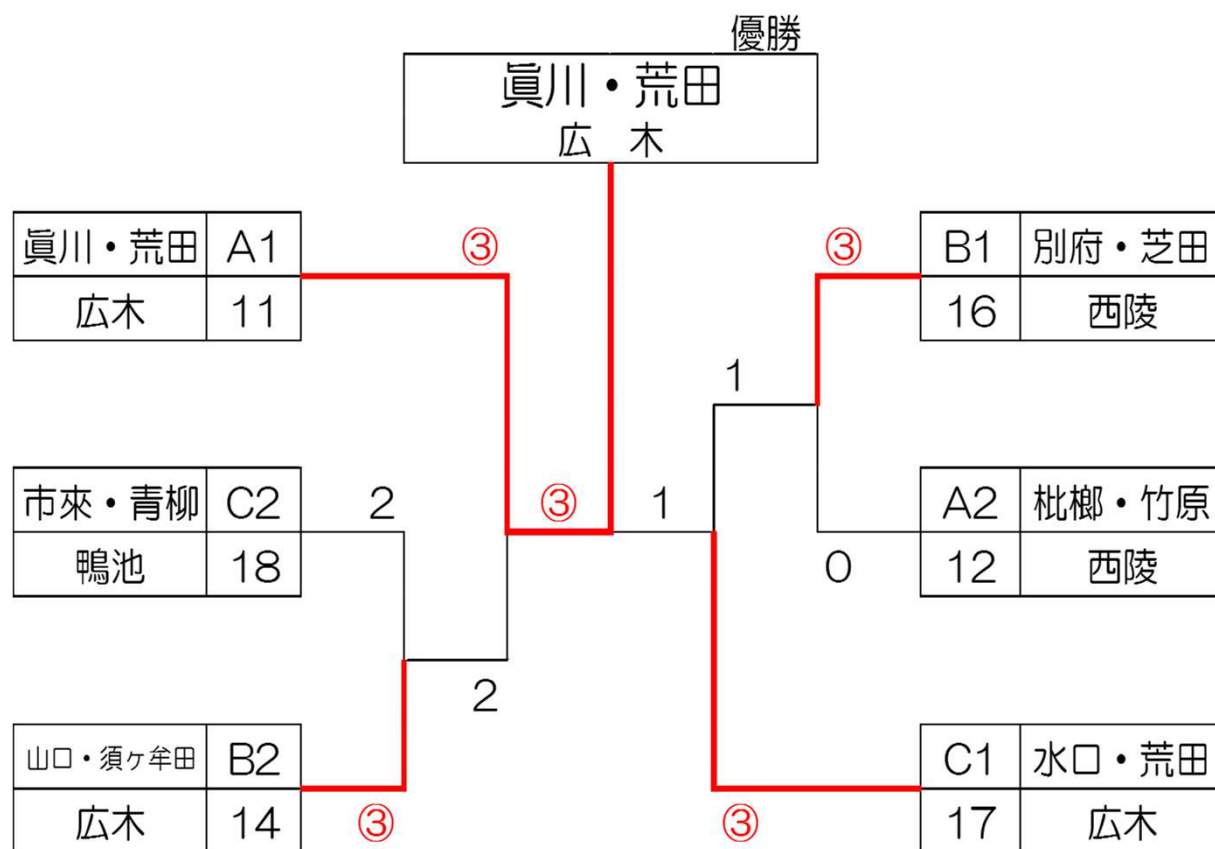 優勝
眞川・荒田
広 木
眞川・荒田 A1
広木 11
③
③
B1 別府・芝田
16 西陵
1
市來・青柳 C2
鴨池 18
2
③
1
A2 枇榔・竹原
12 西陵
0
2
山口・須ヶ牟田 B2
広木 14
③
③
C1 水口・荒田
17 広木